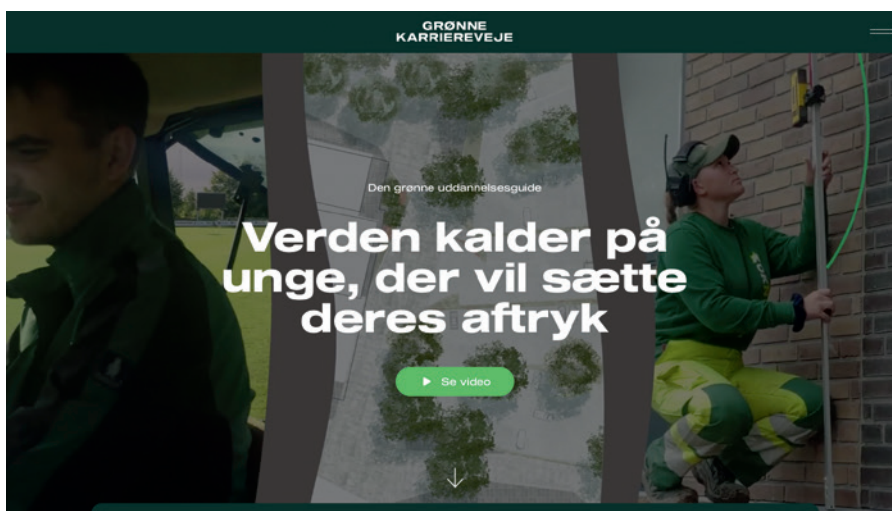 GRØNNE
KARRIEREVEJE
Den grønne uddannelsesguide
Verden kalder på
unge, der vil sætte
deres aftryk
Se video